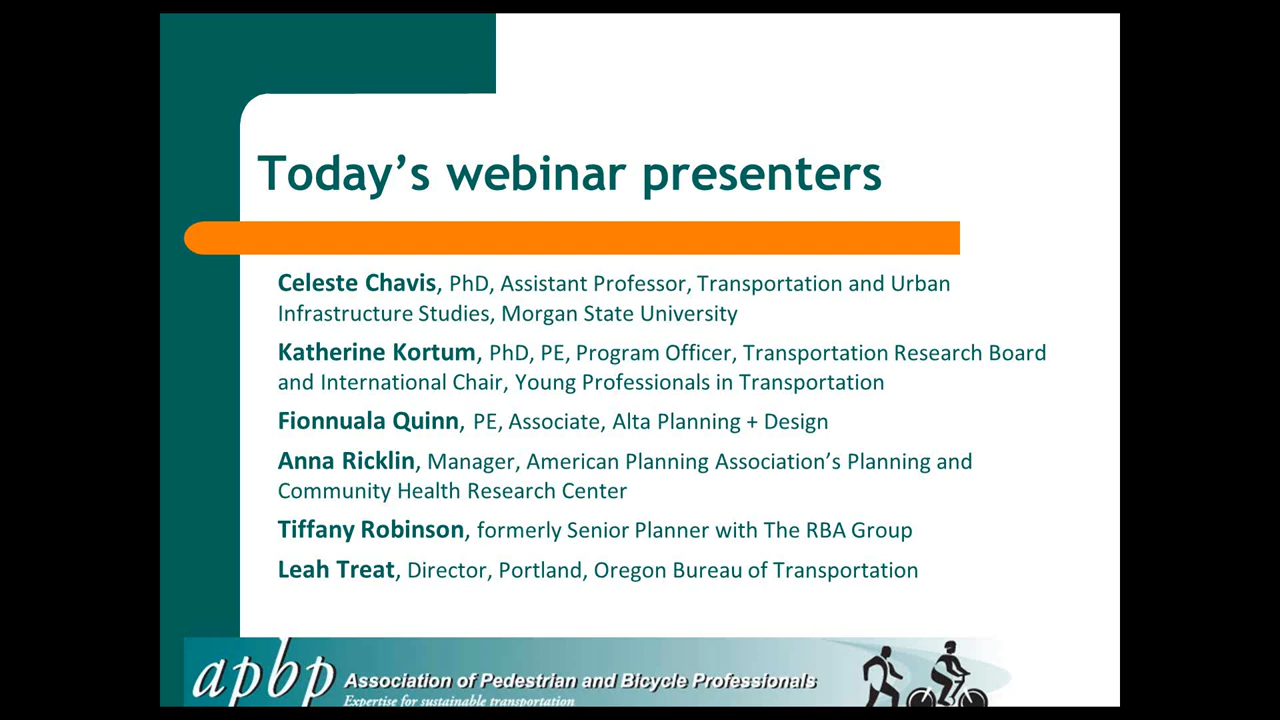 Today’s webinar presenters
Celeste Chavis, PhD, Assistant Professor, Transportation and Urban
Infrastructure Studies, Morgan State University
Katherine Kortum, PhD, PE, Program Officer, Transportation Research Board
and International Chair, Young Professionals in Transportation
Fionnuala Quinn, PE, Associate, Alta Planning + Design
Anna Ricklin, Manager, American Planning Association’s Planning and
Community Health Research Center
Tiffany Robinson, formerly Senior Planner with The RBA Group
Leah Treat, Director, Portland, Oregon Bureau of Transportation
apbp Association of Pedestrian and Bicycle Professionals
Expertise for sustainable transportation